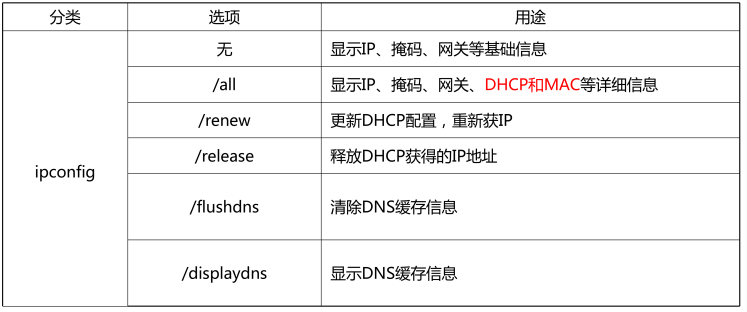 分类 选项 用途
ipconfig
无 显示IP、掩码、网关等基础信息
/all 显示IP、掩码、网关、DHCP和MAC等详细信息
/renew 更新DHCP配置，重新获IP
/release 释放DHCP获得的IP地址
/flushdns 清除DNS缓存信息
/displaydns 显示DNS缓存信息